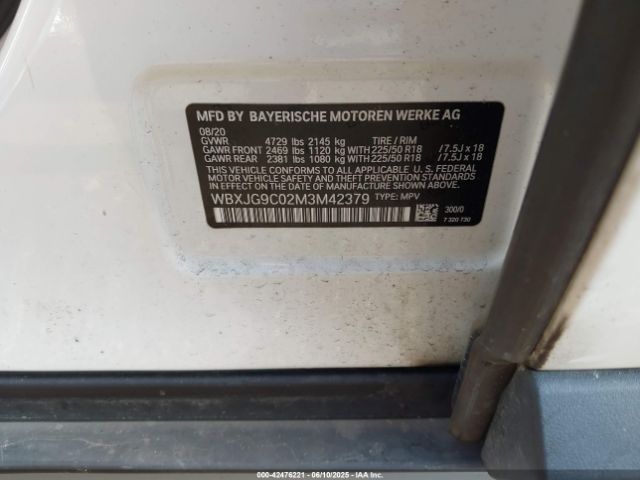 MFD BY BAYERISCHE MOTOREN WERKE AG
08/20
GVWR 4729 lbs 2145 kg TIRE / RIM
GAWR FRONT 2469 lbs 1120 kg WITH 225/50 R18 /7.5J x 18
GAWR REAR 2381 lbs 1080 kg WITH 225/50 R18 /7.5J x 18
THIS VEHICLE CONFORMS TO ALL APPLICABLE U. S. FEDERAL
MOTOR VEHICLE SAFETY, BUMPER, AND THEFT PREVENTION
STANDARDS IN EFFECT ON THE DATE OF MANUFACTURE SHOWN ABOVE.
WBXJG9C02M3M42379 TYPE: MPV
300/0
7 320 730
000-42476221 - 06/10/2025 - IAAI.COM